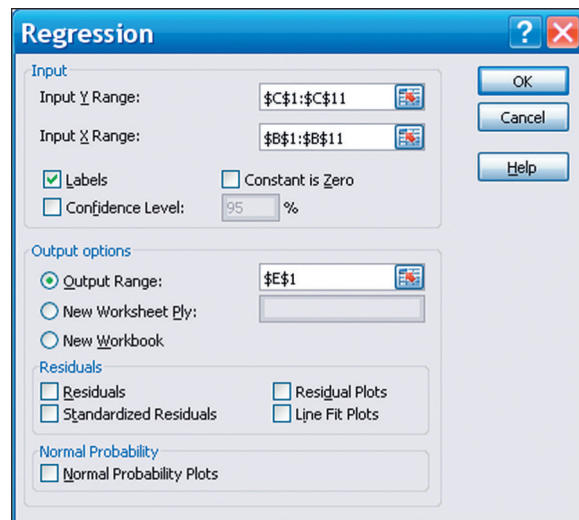 Regression
?
Input
Input Y Range:
$C$1:$C$11
Input X Range:
$B$1:$B$11
Labels
Constant is Zero
Confidence Level:
95 %
OK
Cancel
Help
Output options
Output Range:
$E$1
New Worksheet Ply:
New Workbook
Residuals
Residuals
Residual Plots
Standardized Residuals
Line Fit Plots
Normal Probability
Normal Probability Plots